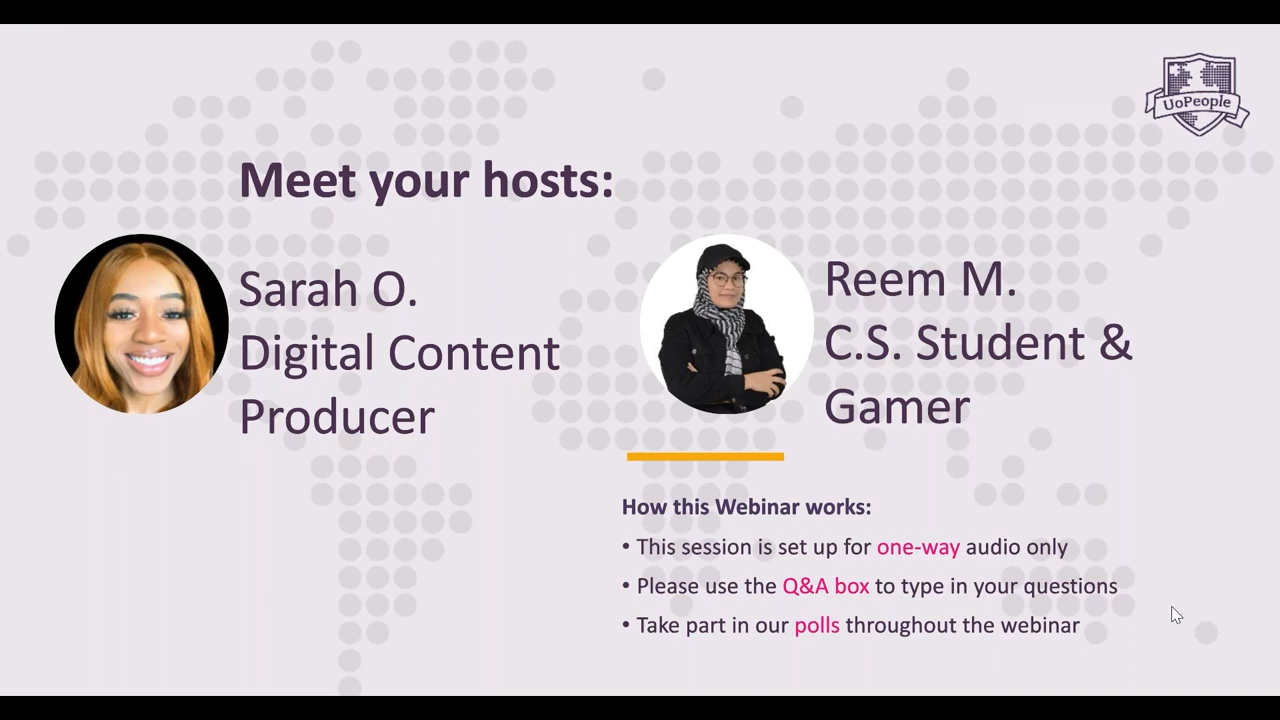 UoPeople
Meet your hosts:
Sarah O.
Digital Content
Producer
Reem M.
C.S. Student &
Gamer
How this Webinar works:
• This session is set up for one-way audio only
• Please use the Q&A box to type in your questions
• Take part in our polls throughout the webinar